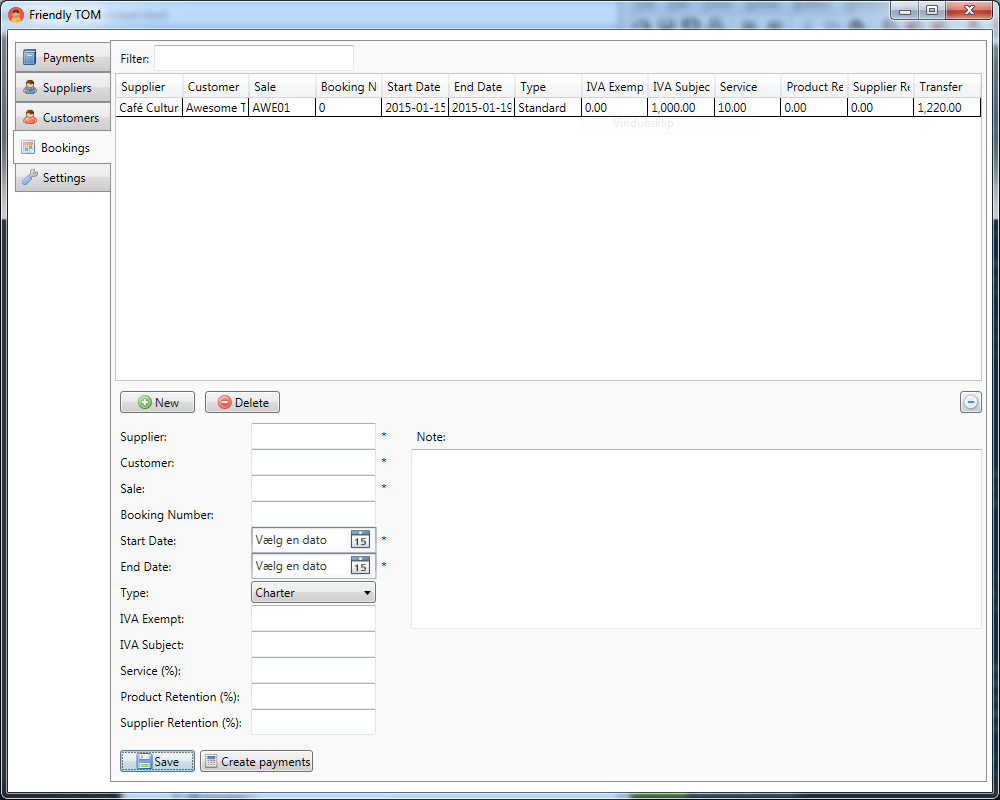 Friendly TOM
Payments
Suppliers
Customers
Bookings
Settings
Filter:
Supplier Customer Sale Booking N Start Date End Date Type IVA Exemp IVA Subjec Service Product Re Supplier Re Transfer
Café Cultur Awesome T AWE01 0 2015-01-15 2015-01-19 Standard 0.00 1,000.00 10.00 0.00 0.00 1,220.00
Vinduesklip
New Delete
Supplier: * Note:
Customer: *
Sale: *
Booking Number:
Start Date: Vælg en dato 15 *
End Date: Vælg en dato 15 *
Type: Charter
IVA Exempt:
IVA Subject:
Service (%):
Product Retention (%):
Supplier Retention (%):
Save Create payments